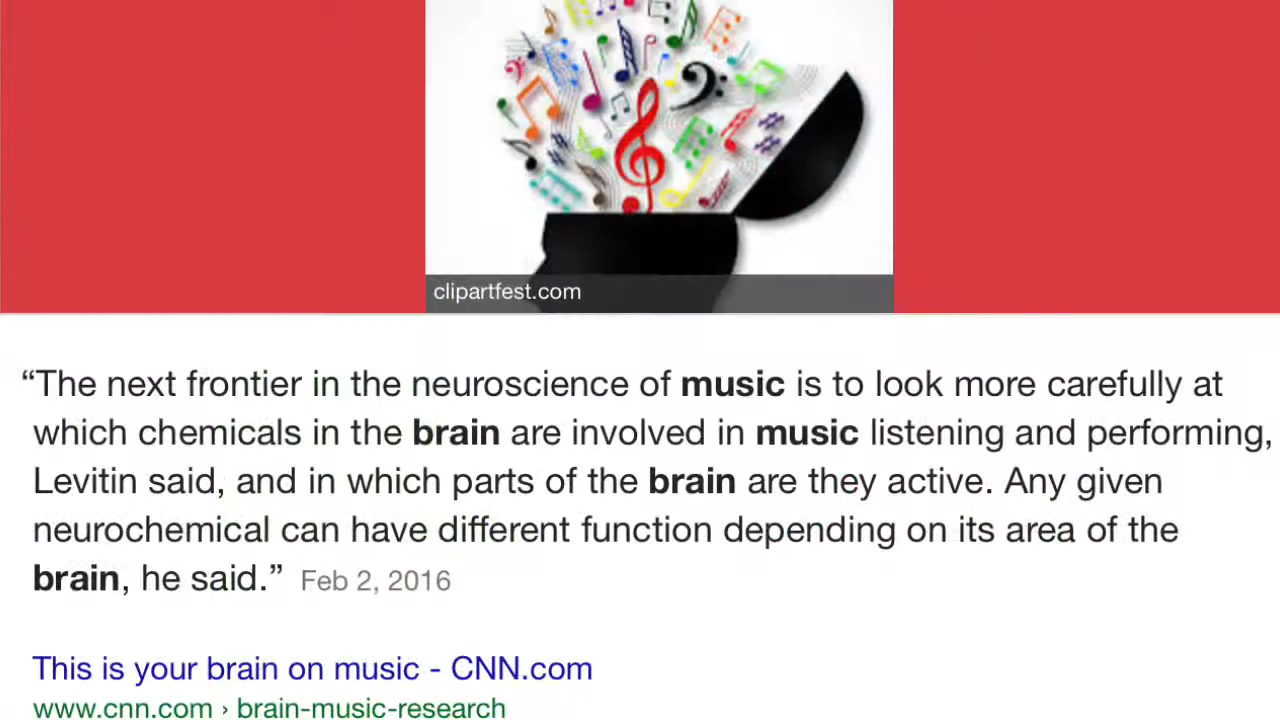 clipartfest.com
“The next frontier in the neuroscience of music is to look more carefully at
which chemicals in the brain are involved in music listening and performing,
Levitin said, and in which parts of the brain are they active. Any given
neurochemical can have different function depending on its area of the
brain, he said.” Feb 2, 2016
This is your brain on music - CNN.com
www.cnn.com › brain-music-research